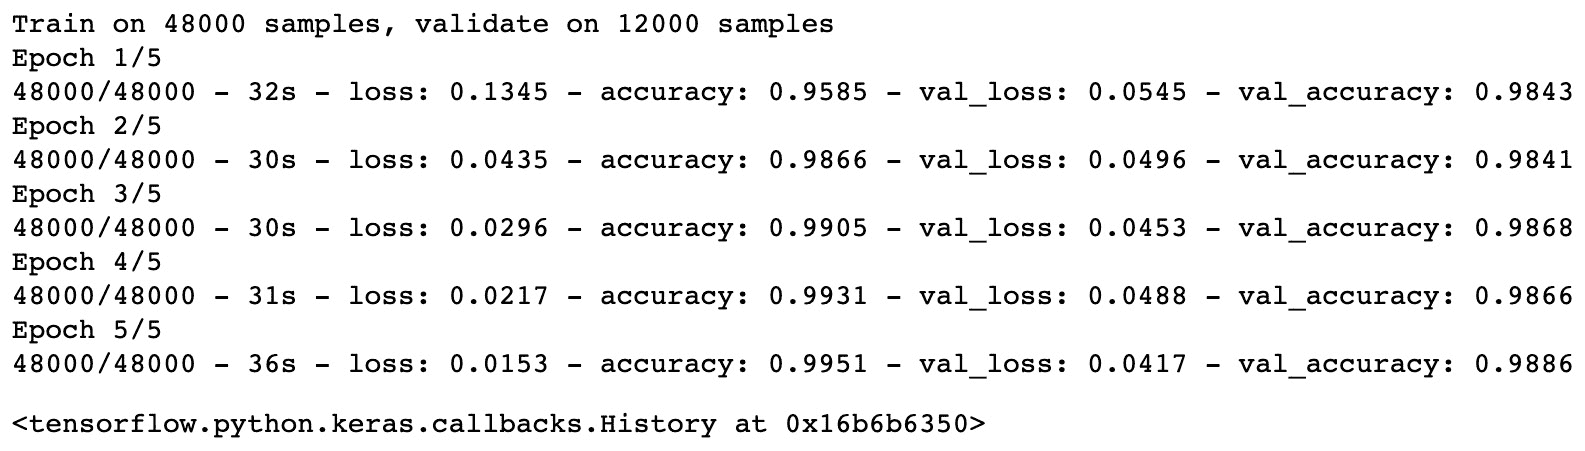 Train on 48000 samples, validate on 12000 samples
Epoch 1/5
48000/48000 - 32s - loss: 0.1345 - accuracy: 0.9585 - val_loss: 0.0545 - val_accuracy: 0.9843
Epoch 2/5
48000/48000 - 30s - loss: 0.0435 - accuracy: 0.9866 - val_loss: 0.0496 - val_accuracy: 0.9841
Epoch 3/5
48000/48000 - 30s - loss: 0.0296 - accuracy: 0.9905 - val_loss: 0.0453 - val_accuracy: 0.9868
Epoch 4/5
48000/48000 - 31s - loss: 0.0217 - accuracy: 0.9931 - val_loss: 0.0488 - val_accuracy: 0.9866
Epoch 5/5
48000/48000 - 36s - loss: 0.0153 - accuracy: 0.9951 - val_loss: 0.0417 - val_accuracy: 0.9886
<tensorflow.python.keras.callbacks.History at 0x16b6b6350>